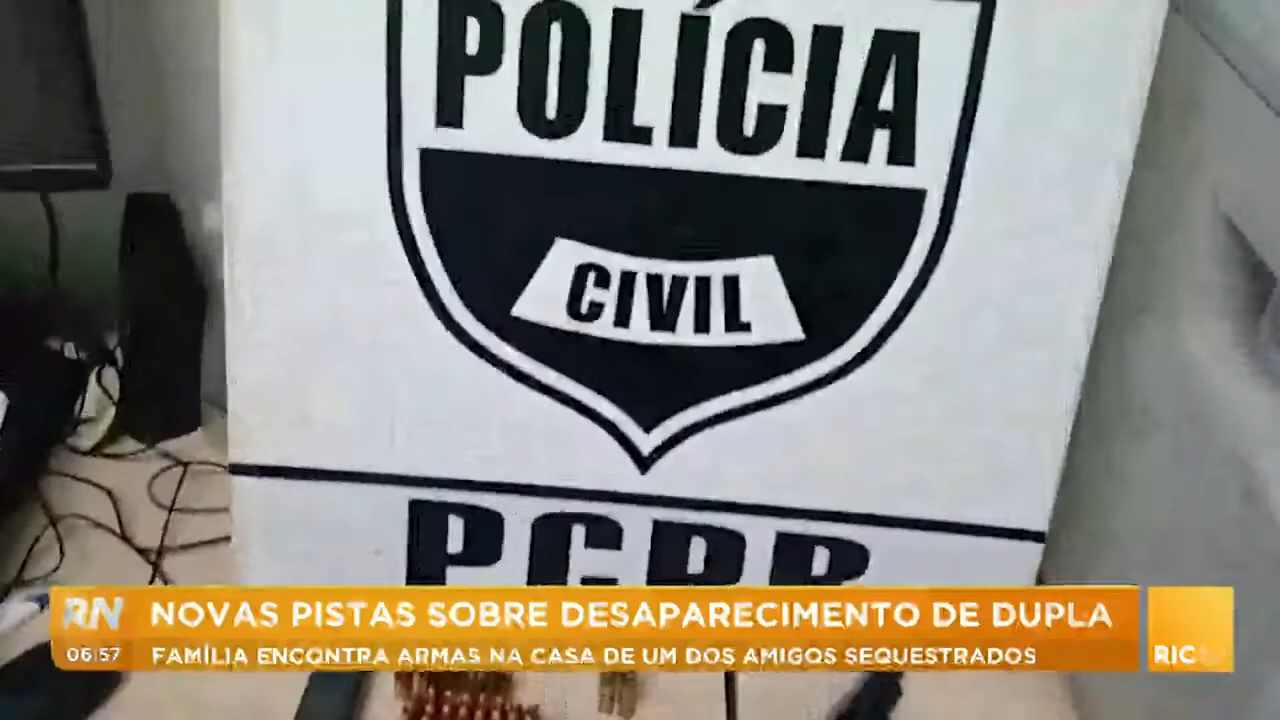 POLÍCIA
CIVIL
PCPR
RN NOVAS PISTAS SOBRE DESAPARECIMENTO DE DUPLA
06:57 FAMÍLIA ENCONTRA ARMAS NA CASA DE UM DOS AMIGOS SEQUESTRADOS
RIC